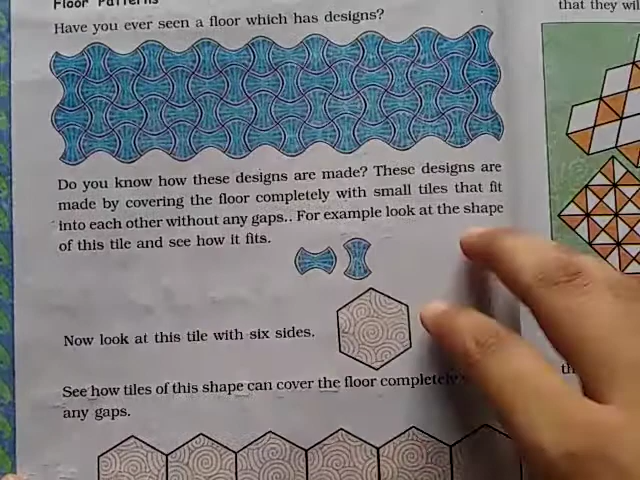 Floor Patterns
that they wil
Have you ever seen a floor which has designs?
Do you know how these designs are made? These designs are
made by covering the floor completely with small tiles that fit
into each other without any gaps.. For example look at the shape
of this tile and see how it fits.
Now look at this tile with six sides.
See how tiles of this shape can cover the floor completely
any gaps.